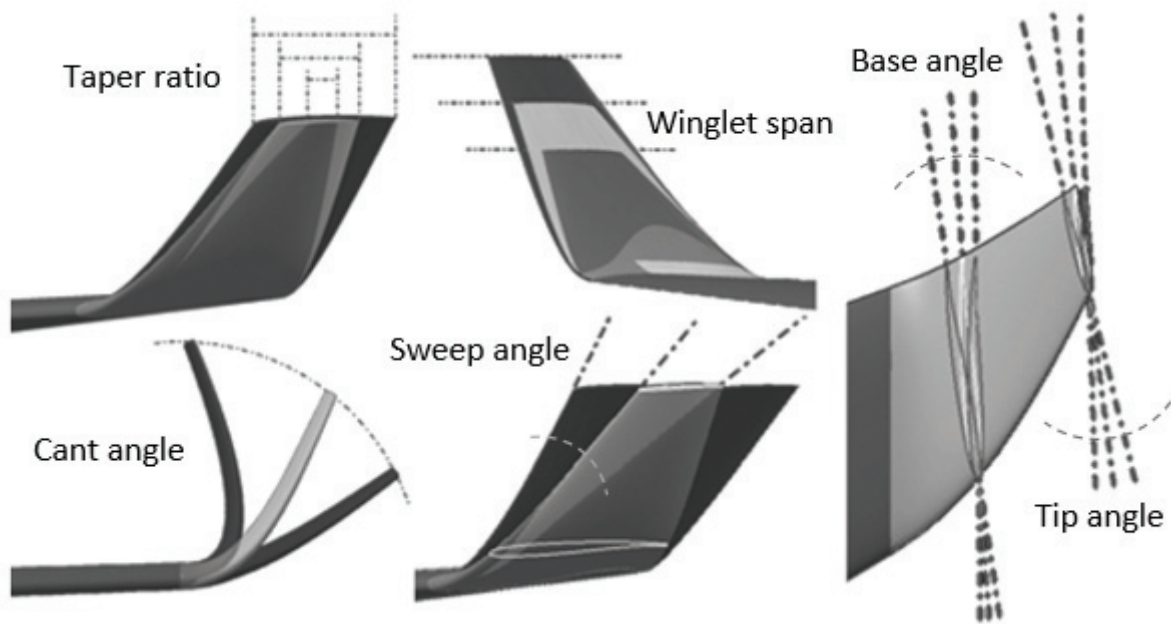 Taper ratio
Winglet span
Base angle
Cant angle
Sweep angle
Tip angle